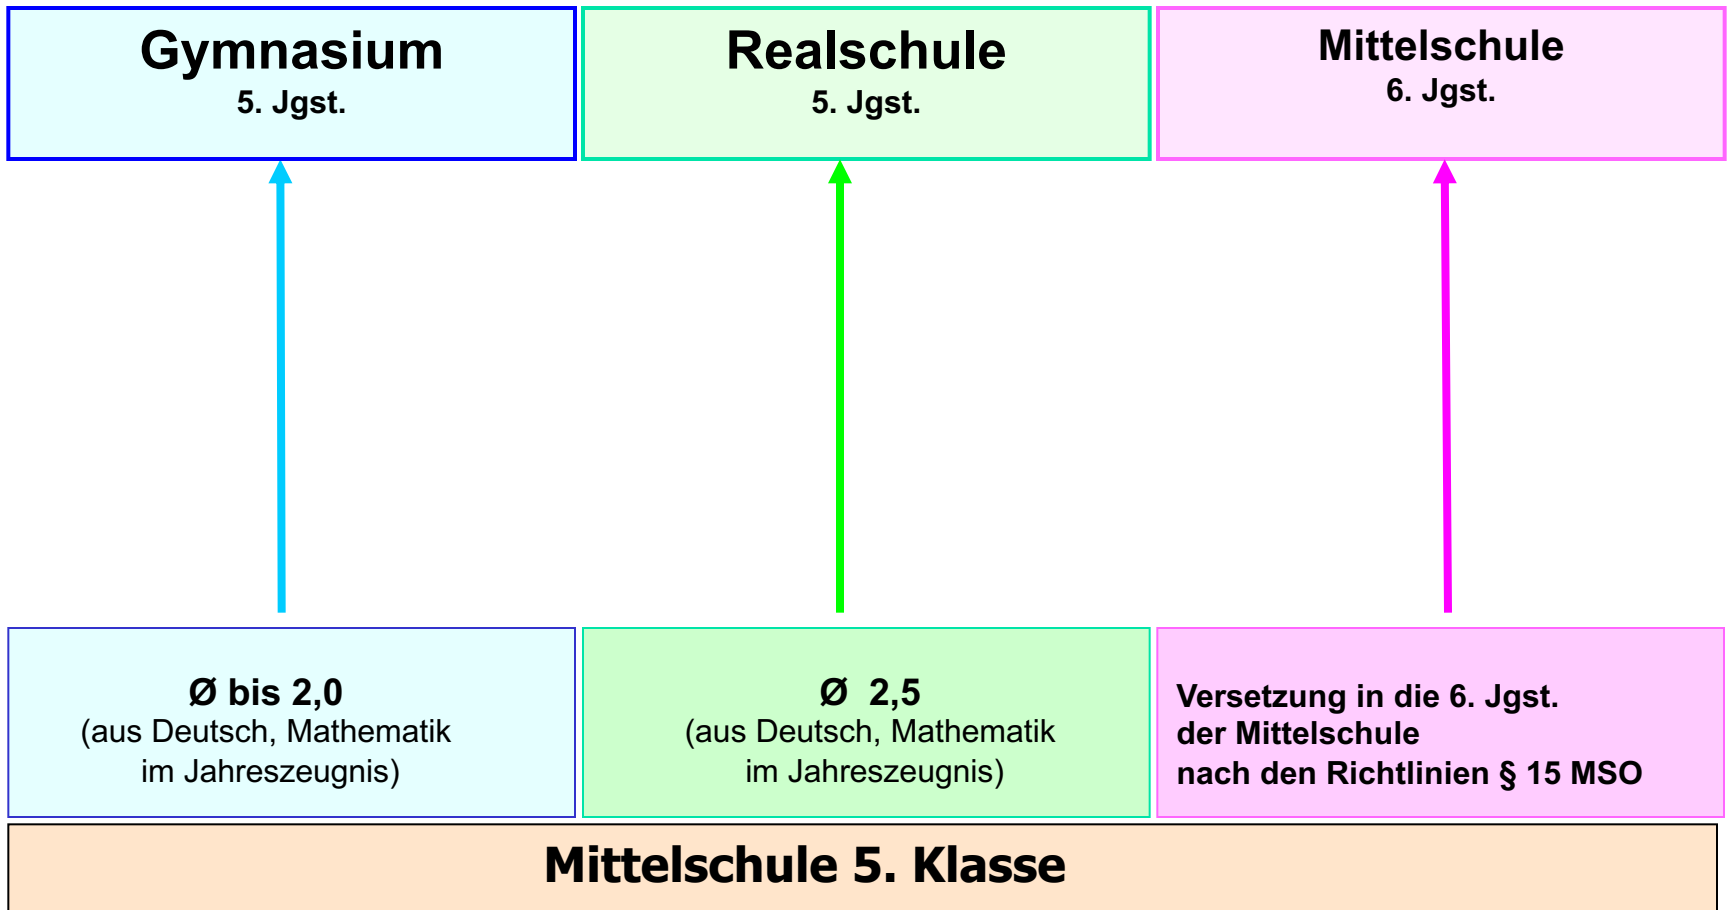 Gymnasium
5. Jgst.
Realschule
5. Jgst.
Mittelschule
6. Jgst.
Ø bis 2,0
(aus Deutsch, Mathematik
im Jahreszeugnis)
Ø 2,5
(aus Deutsch, Mathematik
im Jahreszeugnis)
Versetzung in die 6. Jgst.
der Mittelschule
nach den Richtlinien § 15 MSO
Mittelschule 5. Klasse